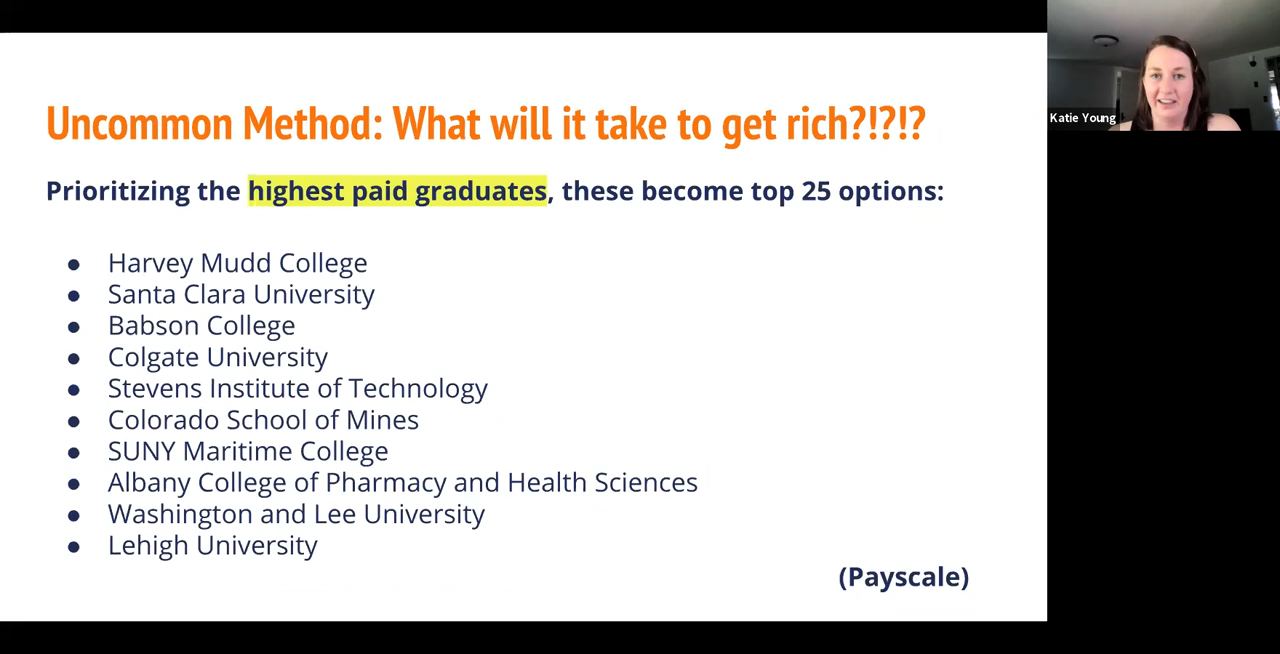 Uncommon Method: What will it take to get rich?!?!?
Prioritizing the highest paid graduates, these become top 25 options:
● Harvey Mudd College
● Santa Clara University
● Babson College
● Colgate University
● Stevens Institute of Technology
● Colorado School of Mines
● SUNY Maritime College
● Albany College of Pharmacy and Health Sciences
● Washington and Lee University
● Lehigh University
(Payscale)
Katie Young